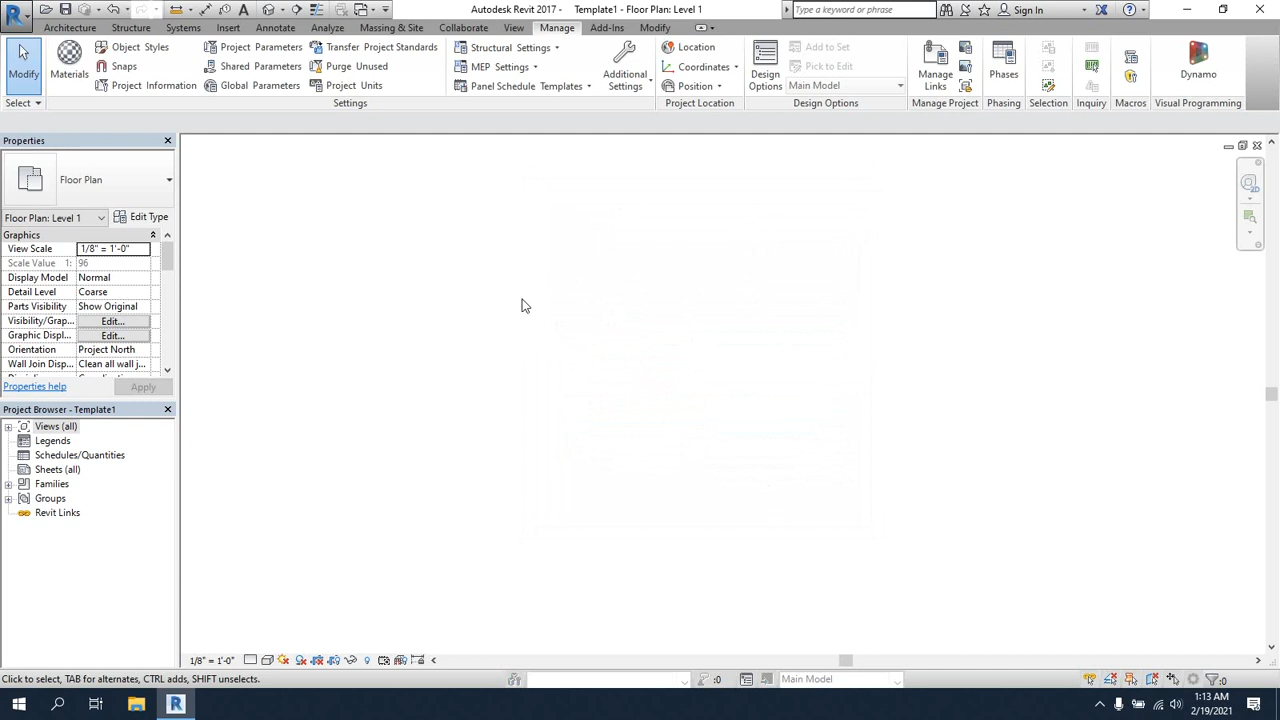 Autodesk Revit 2017 - Template1 - Floor Plan: Level 1
Type a keyword or phrase
Sign In
Architecture Structure Systems Insert Annotate Analyze Massing & Site Collaborate View Manage Add-Ins Modify
Modify
Select
Materials
Object Styles
Snaps
Project Information
Project Parameters
Shared Parameters
Global Parameters
Transfer Project Standards
Purge Unused
Project Units
Settings
Structural Settings
MEP Settings
Panel Schedule Templates
Additional
Settings
Location
Coordinates
Position
Project Location
Design
Options
Add to Set
Pick to Edit
Main Model
Design Options
Manage
Links
Manage Project
Phases
Phasing
Selection
Inquiry
Macros
Dynamo
Visual Programming
Properties
Floor Plan
Floor Plan: Level 1 Edit Type
Graphics
View Scale 1/8" = 1'-0"
Scale Value 1: 96
Display Model Normal
Detail Level Coarse
Parts Visibility Show Original
Visibility/Grap... Edit...
Graphic Displ... Edit...
Orientation Project North
Wall Join Disp... Clean all wall j...
Properties help Apply
Project Browser - Template1
Views (all)
Legends
Schedules/Quantities
Sheets (all)
Families
Groups
Revit Links
2D
1/8" = 1'-0"
Click to select, TAB for alternates, CTRL adds, SHIFT unselects.
:0
Main Model
:0
1:13 AM
2/19/2021